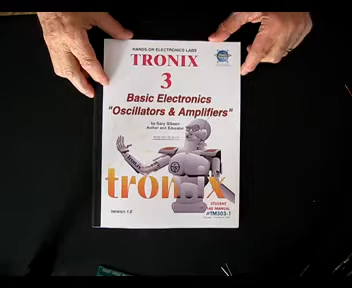 HANDS-ON ELECTRONICS LABS
TRONIX
3
Basic Electronics
"Oscillators & Amplifiers"
by Gary Gibson
Author and Educator
tronix
Version 1.0
STUDENT
LAB MANUAL
#TM303-1